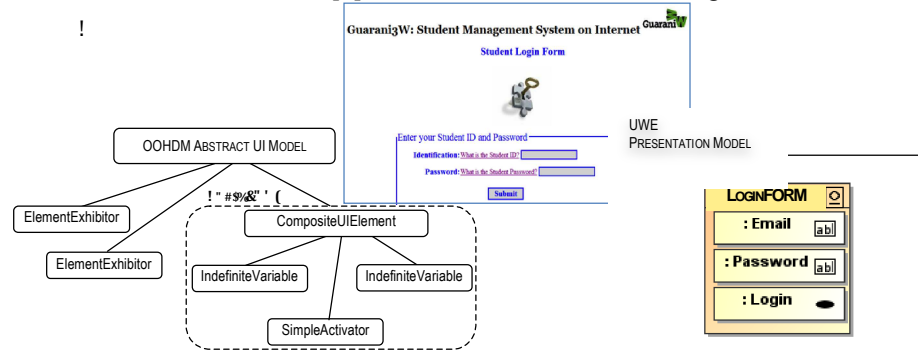 !
Guarani3W: Student Management System on Internet
Guarani
Student Login Form
Enter your Student ID and Password
Identification: What is the Student ID?
Password: What is the Student Password?
Submit
UWE
PRESENTATION MODEL
OOHDM ABSTRACT UI MODEL
! " # $%&" ' (
ElementExhibitor
ElementExhibitor
CompositeUIElement
IndefiniteVariable
IndefiniteVariable
SimpleActivator
LOGINFORM
: Email
ab
: Password
ab
: Login